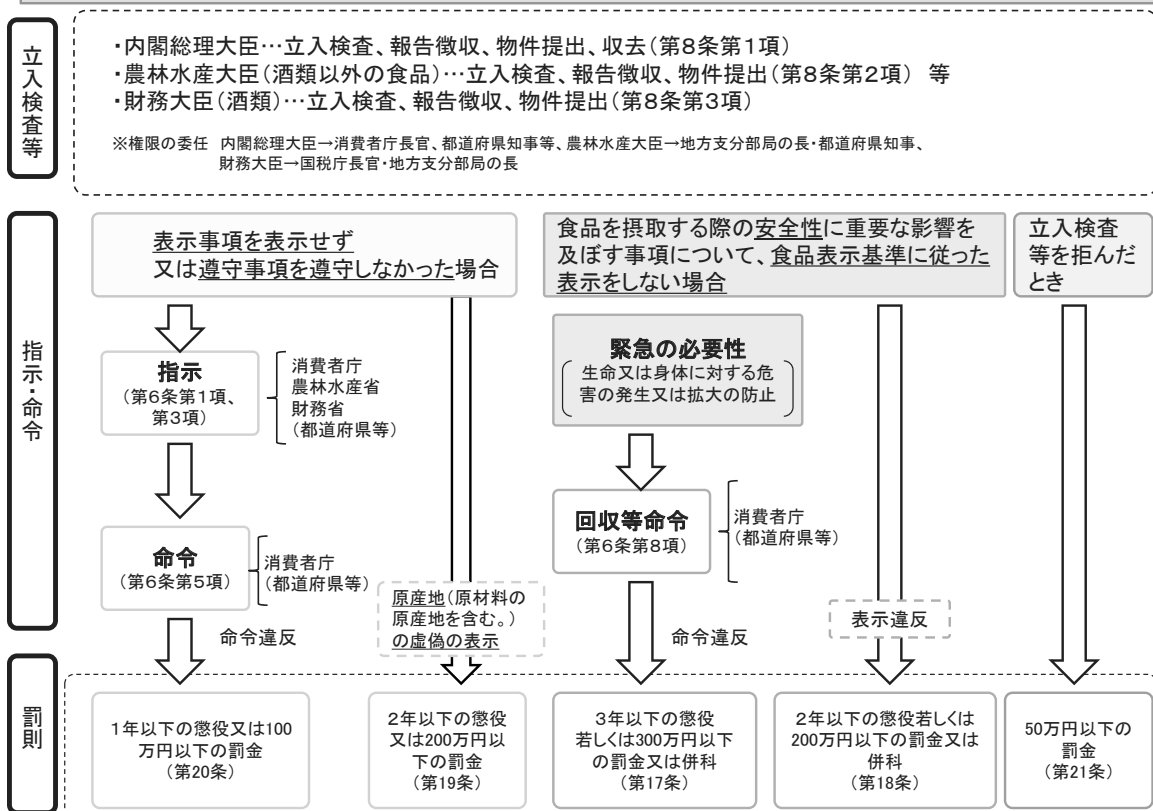 立入検査等
・内閣総理大臣…立入検査、報告徴収、物件提出、収去(第8条第1項)
・農林水産大臣(酒類以外の食品)…立入検査、報告徴収、物件提出(第8条第2項) 等
・財務大臣(酒類)…立入検査、報告徴収、物件提出(第8条第3項)
※権限の委任 内閣総理大臣→消費者庁長官、都道府県知事等、農林水産大臣→地方支分部局の長・都道府県知事、
財務大臣→国税庁長官・地方支分部局の長
指示・命令
表示事項を表示せず
又は遵守事項を遵守しなかった場合
指示
(第6条第1項、
第3項)
消費者庁
農林水産省
財務省
(都道府県等)
命令
(第6条第5項)
消費者庁
(都道府県等)
命令違反
原産地(原材料の
原産地を含む。)
の虚偽の表示
食品を摂取する際の安全性に重要な影響を
及ぼす事項について、食品表示基準に従った
表示をしない場合
緊急の必要性
生命又は身体に対する危
害の発生又は拡大の防止
回収等命令
(第6条第8項)
消費者庁
(都道府県等)
命令違反
表示違反
立入検査
等を拒んだ
とき
罰則
1年以下の懲役又は100
万円以下の罰金
(第20条)
2年以下の懲役
又は200万円以
下の罰金
(第19条)
3年以下の懲役
若しくは300万円以下
の罰金又は併科
(第17条)
2年以下の懲役若しくは
200万円以下の罰金又は
併科
(第18条)
50万円以下の
罰金
(第21条)